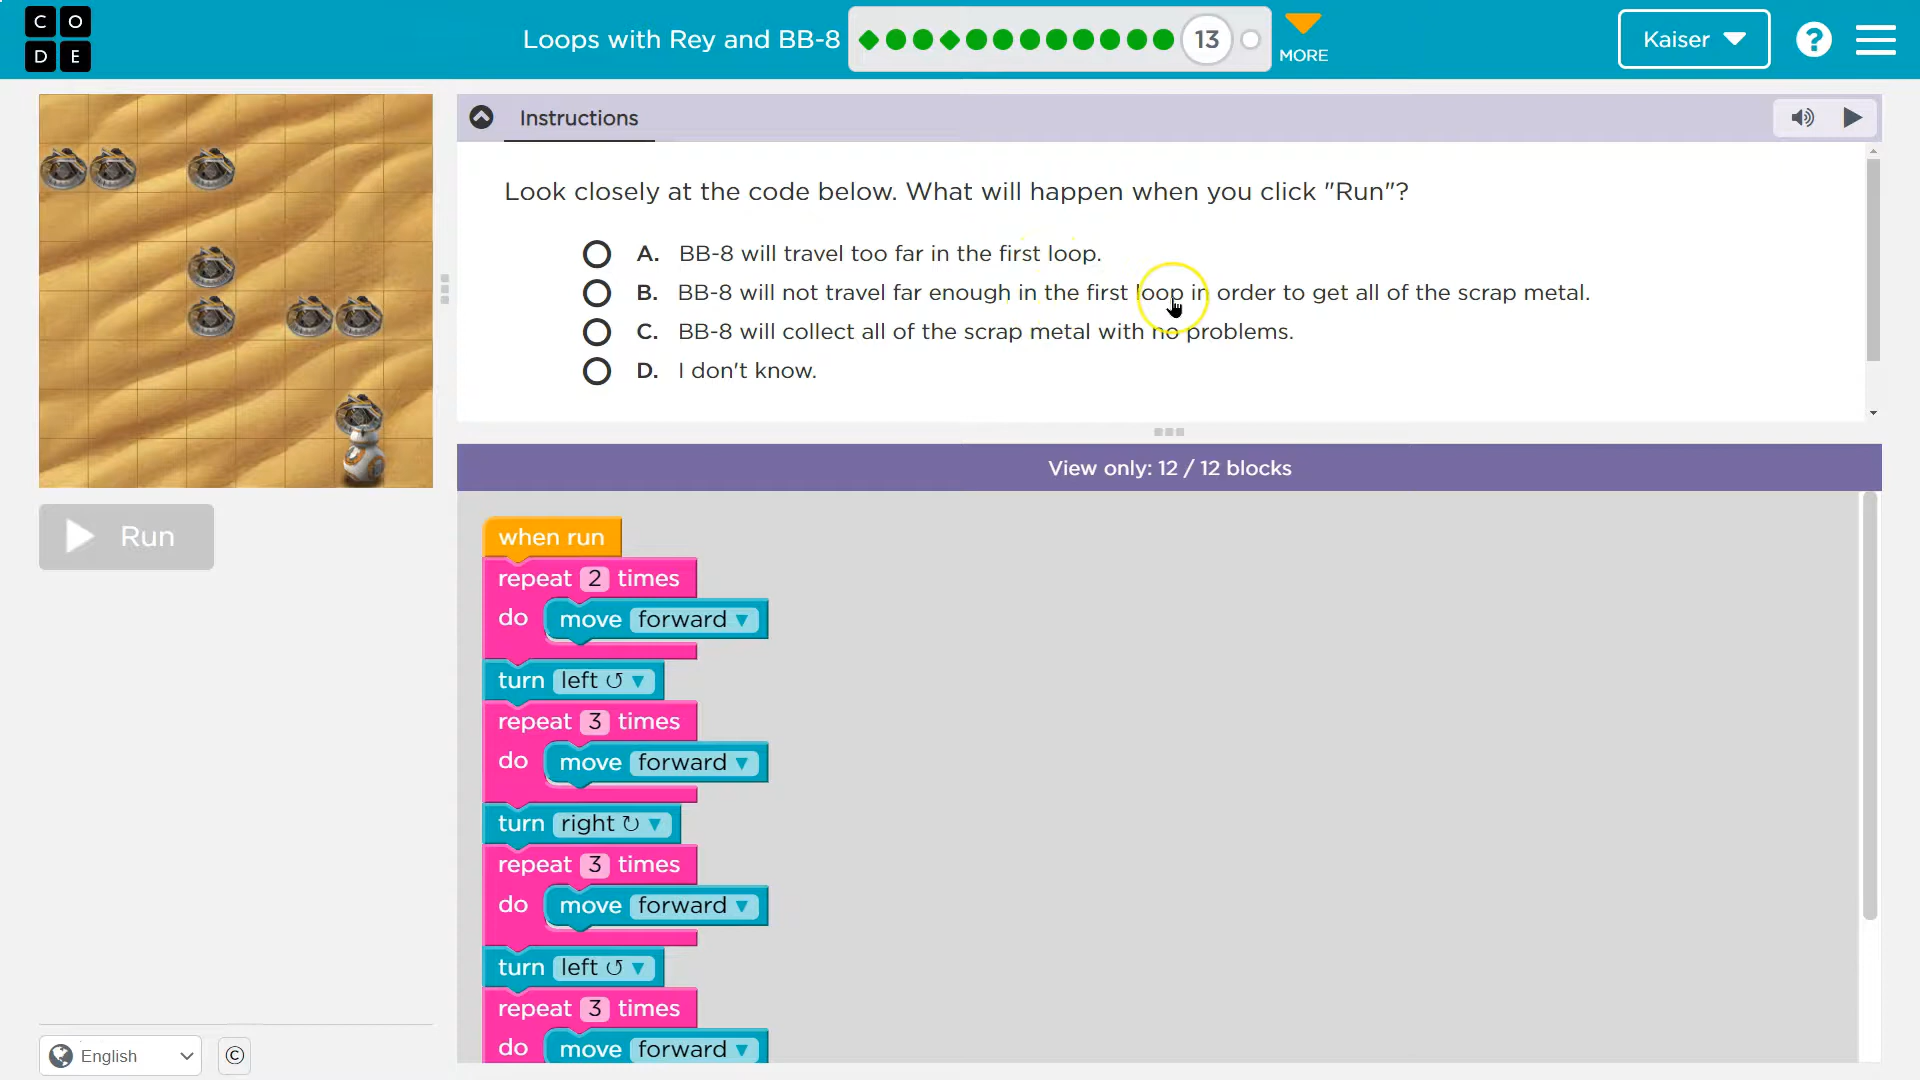 C O
D E
Loops with Rey and BB-8
13
MORE
Kaiser
?
Instructions
Look closely at the code below. What will happen when you click "Run"?
A. BB-8 will travel too far in the first loop.
B. BB-8 will not travel far enough in the first loop in order to get all of the scrap metal.
C. BB-8 will collect all of the scrap metal with no problems.
D. I don't know.
Run
View only: 12 / 12 blocks
when run
repeat 2 times
do move forward
turn left ↺
repeat 3 times
do move forward
turn right ↻
repeat 3 times
do move forward
turn left ↺
repeat 3 times
do move forward
English
©